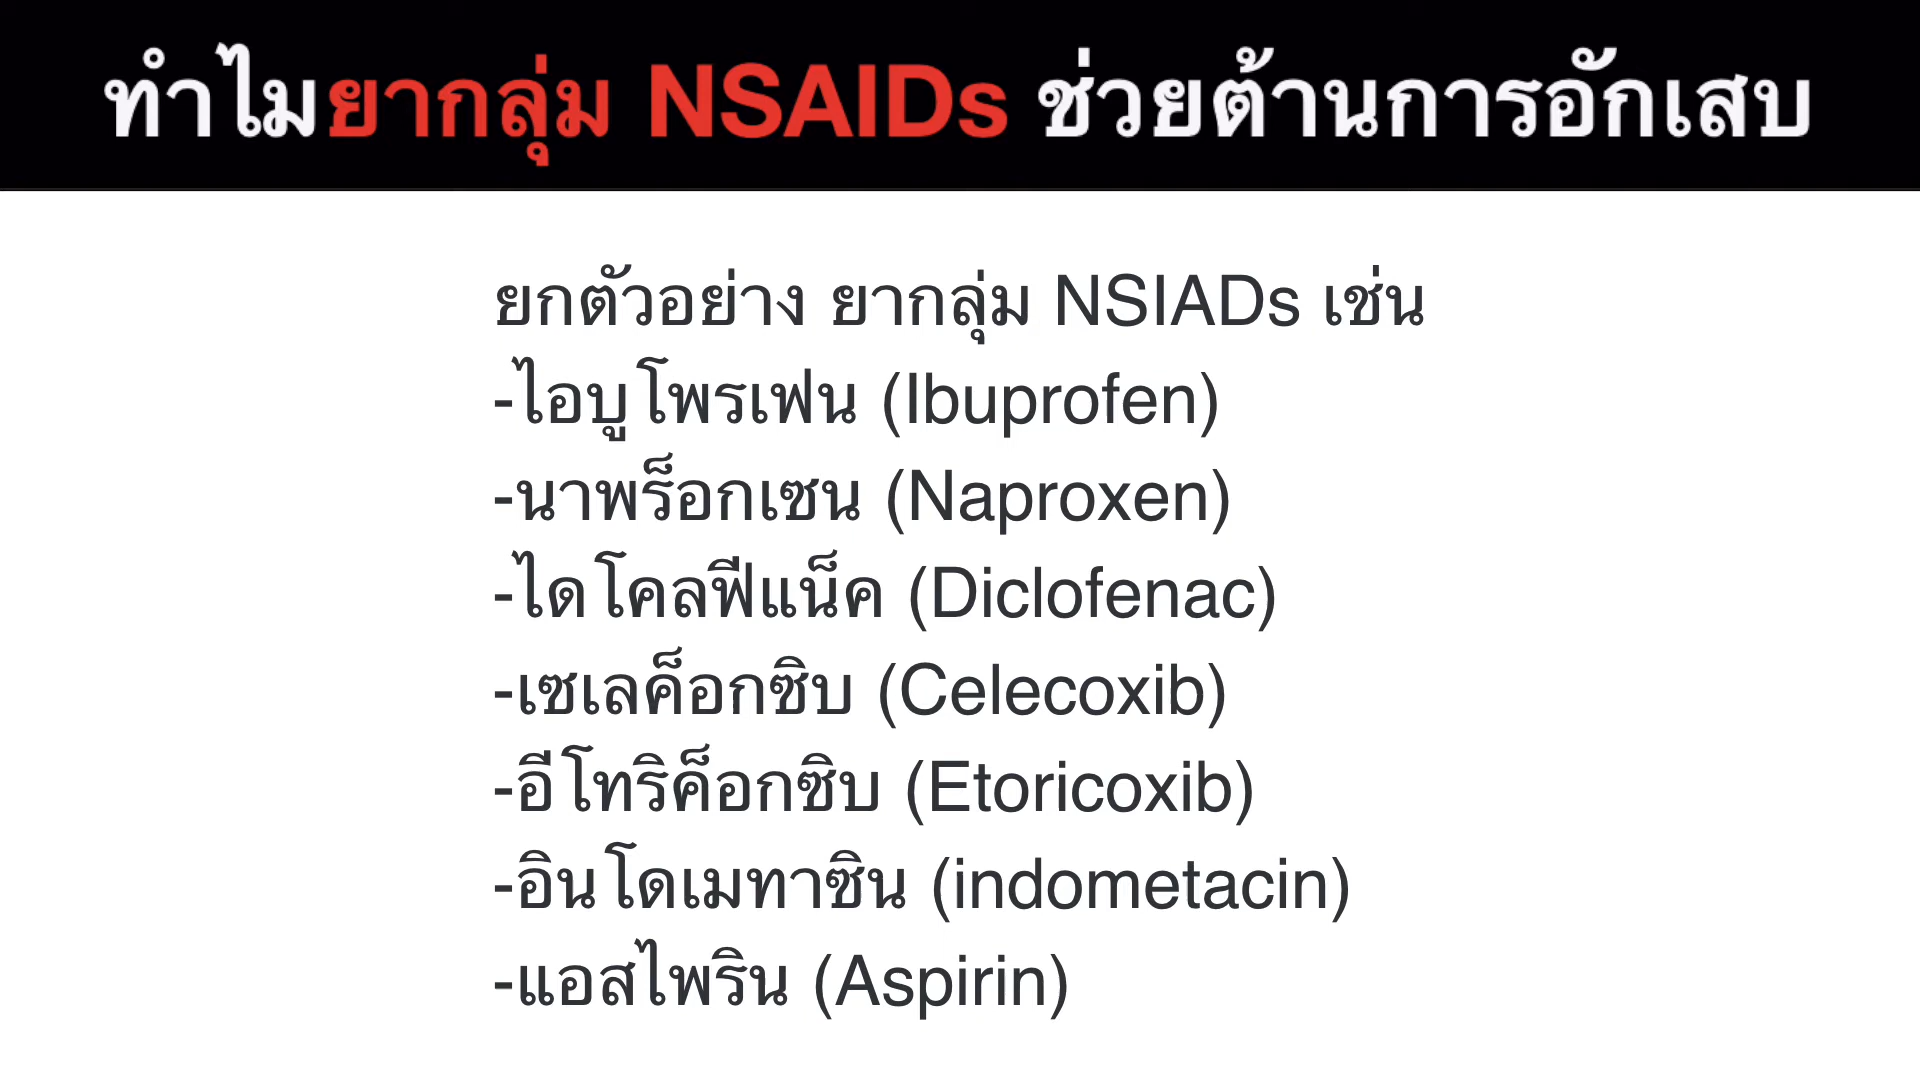 ทำไมยากลุ่ม NSAIDs ช่วยต้านการอักเสบ
ยกตัวอย่าง ยากลุ่ม NSIADs เช่น
-ไอบูโพรเฟน (Ibuprofen)
-นาพร็อกเซน (Naproxen)
-ไดโคลฟีแน็ค (Diclofenac)
-เซเลค็อกซิบ (Celecoxib)
-อีโทริค็อกซิบ (Etoricoxib)
-อินโดเมทาซิน (indometacin)
-แอสไพริน (Aspirin)